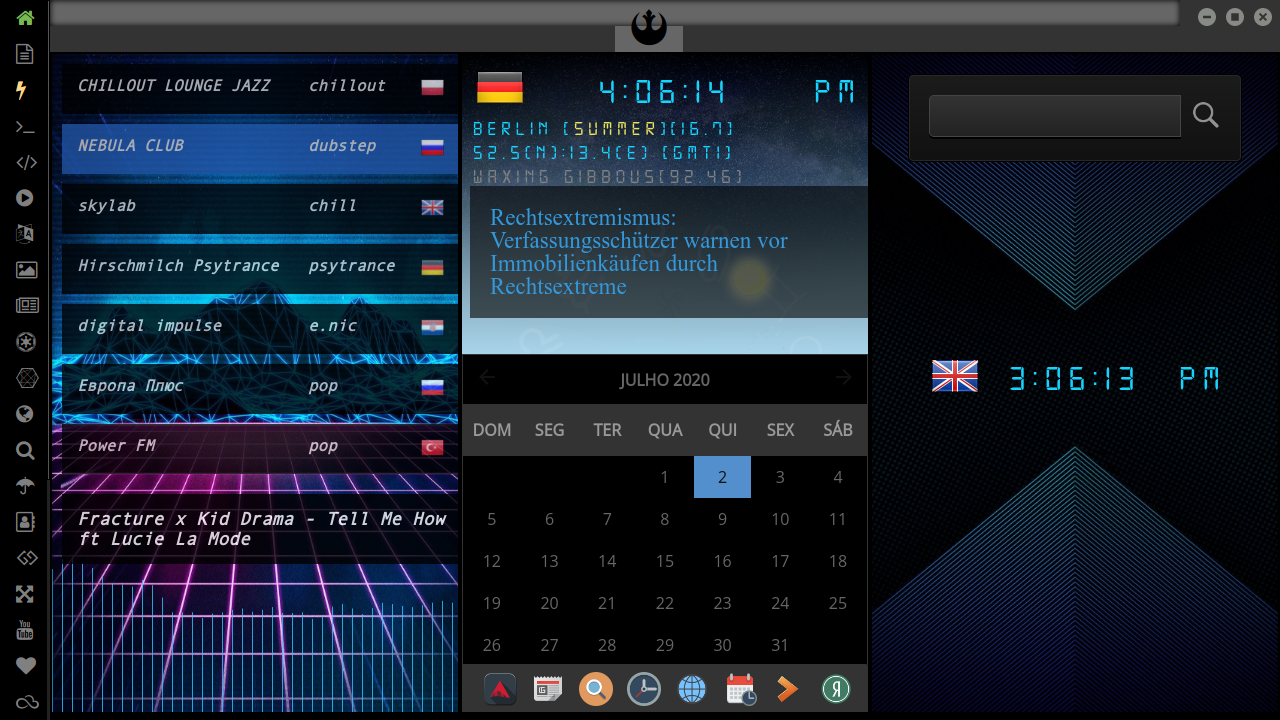 CHILLOUT LOUNGE JAZZ chillout
NEBULA CLUB dubstep
skylab chill
Hirschmilch Psytrance psytrance
digital impulse e.nic
Европа Плюс pop
Power FM pop
Fracture x Kid Drama - Tell Me How
ft Lucie La Mode
4:06:14 PM
BERLIN (SUMMER)(16.7)
52.5(N):13.4(E) (GMT1)
WAXING GIBBOUS(92.46)
Rechtsextremismus:
Verfassungsschützer warnen vor
Immobilienkäufen durch
Rechtsextreme
JULHO 2020
DOM SEG TER QUA QUI SEX SÁB
1 2 3 4
5 6 7 8 9 10 11
12 13 14 15 16 17 18
19 20 21 22 23 24 25
26 27 28 29 30 31
3:06:13 PM
You
Tube
Я